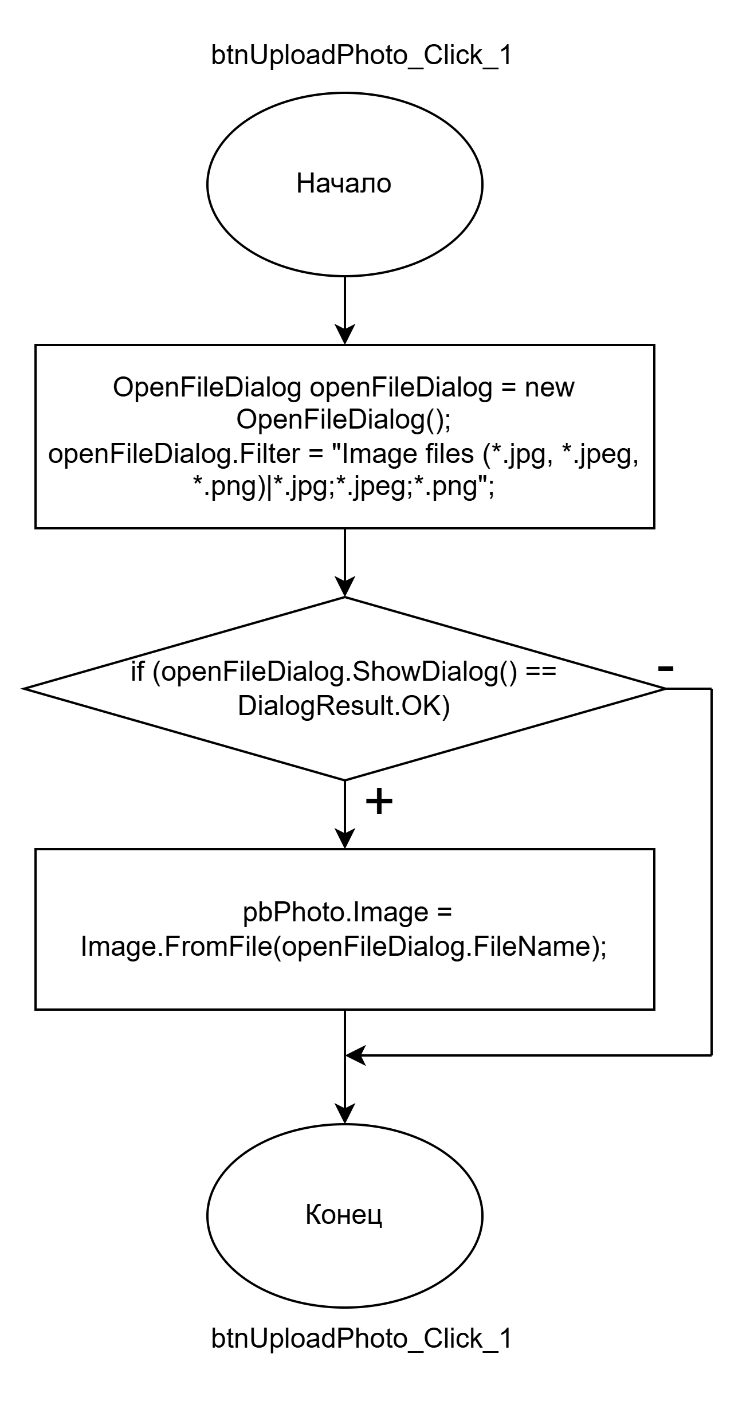 btnUploadPhoto_Click_1
Начало
OpenFileDialog openFileDialog = new
OpenFileDialog();
openFileDialog.Filter = "Image files (*.jpg, *.jpeg,
*.png)|*.jpg;*.jpeg;*.png";
if (openFileDialog.ShowDialog() ==
DialogResult.OK)
-
+
pbPhoto.Image =
Image.FromFile(openFileDialog.FileName);
Конец
btnUploadPhoto_Click_1